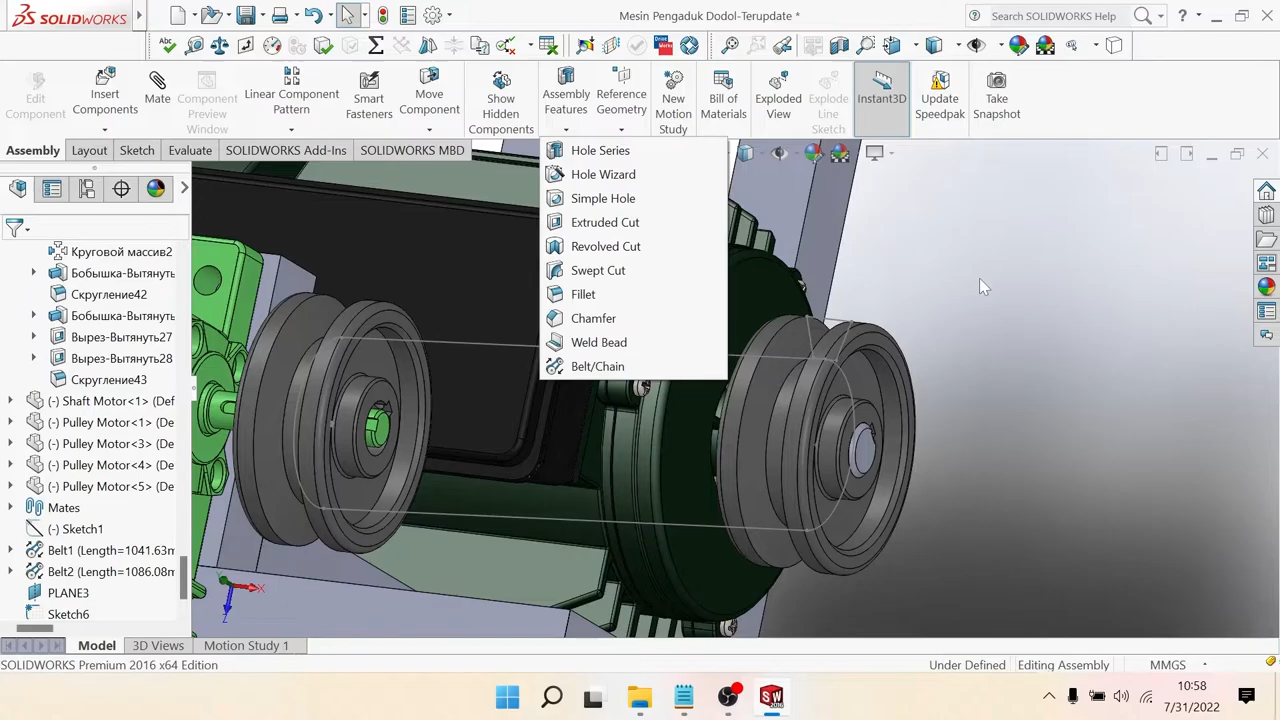 SOLIDWORKS
Mesin Pengaduk Dodol-Terupdate *
Search SOLIDWORKS Help
?
Edit Component
Insert Components
Mate
Component Preview Window
Linear Component Pattern
Smart Fasteners
Move Component
Show Hidden Components
Assembly Features
Reference Geometry
New Motion Study
Bill of Materials
Exploded View
Explode Line Sketch
Instant3D
Update Speedpak
Take Snapshot
Assembly
Layout
Sketch
Evaluate
SOLIDWORKS Add-Ins
SOLIDWORKS MBD
Hole Series
Hole Wizard
Simple Hole
Extruded Cut
Revolved Cut
Swept Cut
Fillet
Chamfer
Weld Bead
Belt/Chain
Круговой массив2
Бобышка-Вытянуть
Скругление42
Бобышка-Вытянуть
Вырез-Вытянуть27
Вырез-Вытянуть28
Скругление43
(-) Shaft Motor<1> (Def
(-) Pulley Motor<1> (De
(-) Pulley Motor<3> (De
(-) Pulley Motor<4> (De
(-) Pulley Motor<5> (De
Mates
(-) Sketch1
Belt1 (Length=1041.63m
Belt2 (Length=1086.08m
PLANE3
Sketch6
X
Z
Model
3D Views
Motion Study 1
SOLIDWORKS Premium 2016 x64 Edition
Under Defined
Editing Assembly
MMGS
SW
2016
10:58
7/31/2022